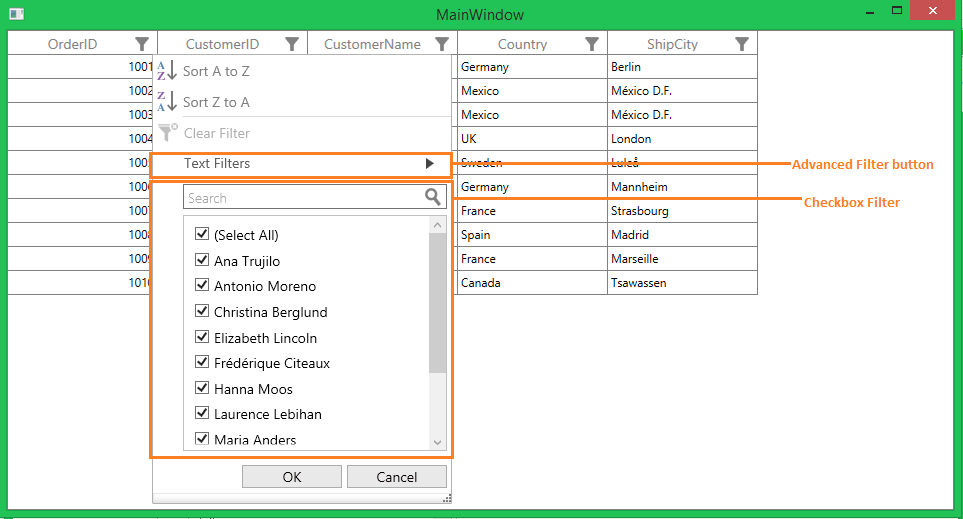 MainWindow
OrderID CustomerID CustomerName Country ShipCity
1001 Germany Berlin
1002 Mexico México D.F.
1003 Mexico México D.F.
1004 UK London
1005 Sweden Luleå
1006 Germany Mannheim
1007 France Strasbourg
1008 Spain Madrid
1009 France Marseille
1010 Canada Tsawassen
A Z Sort A to Z
Z A Sort Z to A
Clear Filter
Text Filters
Advanced Filter button
Search
Checkbox Filter
(Select All)
Ana Trujilo
Antonio Moreno
Christina Berglund
Elizabeth Lincoln
Frédérique Citeaux
Hanna Moos
Laurence Lebihan
Maria Anders
OK Cancel